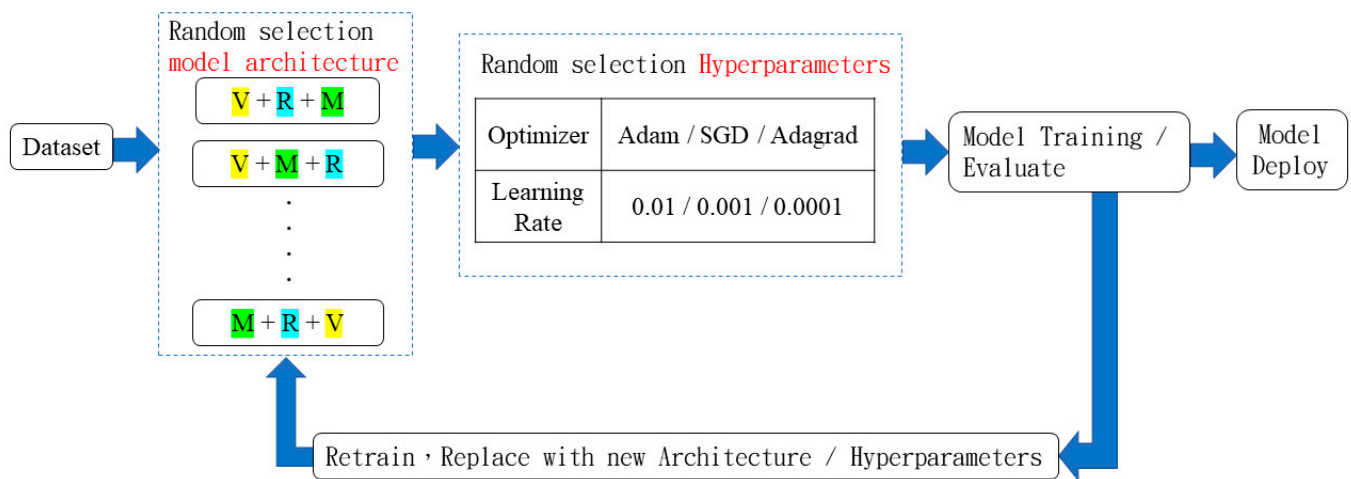 Dataset
Random selection
model architecture
V + R + M
V + M + R
.
.
.
.
M + R + V
Random selection Hyperparameters
Optimizer
Adam / SGD / Adagrad
Learning
Rate
0.01 / 0.001 / 0.0001
Model Training /
Evaluate
Model
Deploy
Retrain，Replace with new Architecture / Hyperparameters